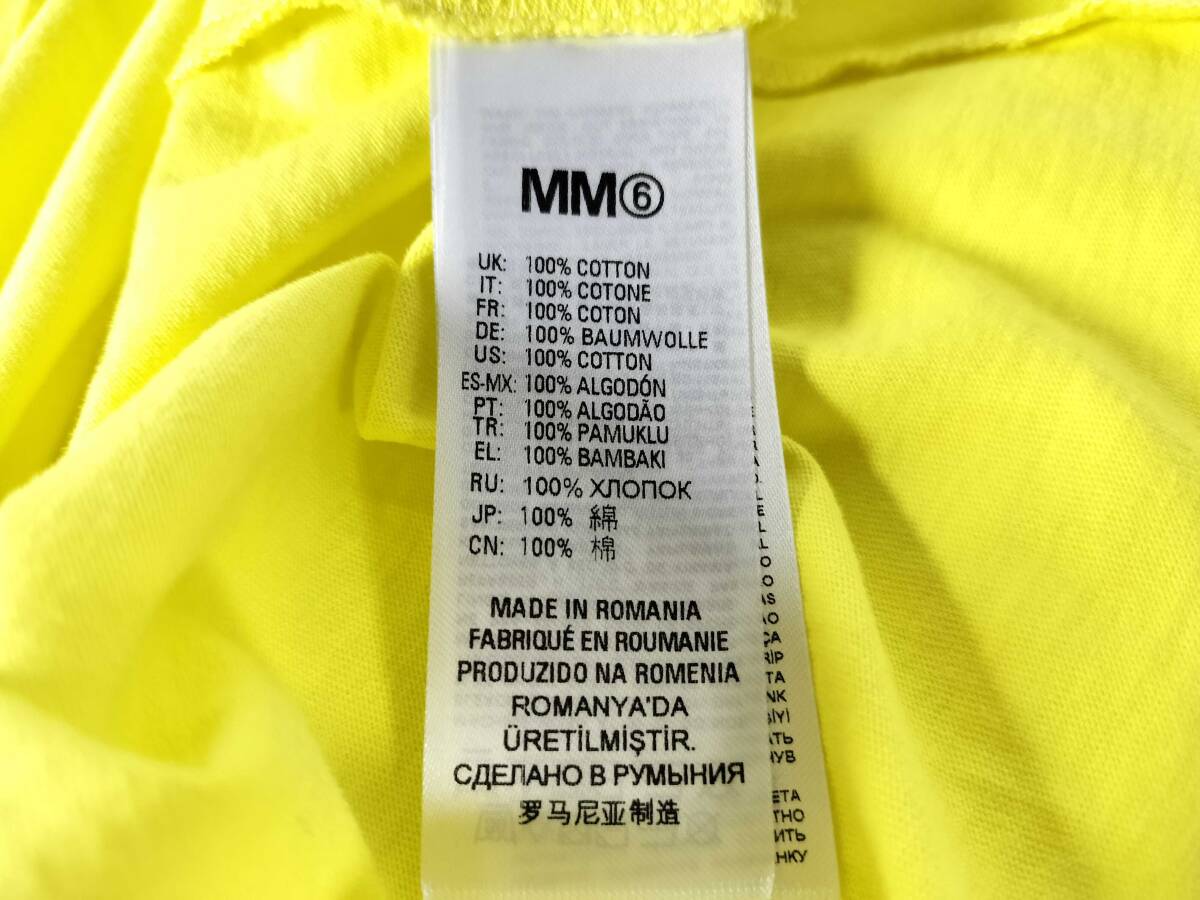 MM⑥
UK: 100% COTTON
IT: 100% COTONE
FR: 100% COTON
DE: 100% BAUMWOLLE
US: 100% COTTON
ES-MX: 100% ALGODÓN
PT: 100% ALGODÃO
TR: 100% PAMUKLU
EL: 100% BAMBAKI
RU: 100% ХЛОПОК
JP: 100% 綿
CN: 100% 棉
MADE IN ROMANIA
FABRIQUÉ EN ROUMANIE
PRODUZIDO NA ROMENIA
ROMANYA'DA
ÜRETİLMİŞTİR.
СДЕЛАНО В РУМЫНИЯ
罗马尼亚制造